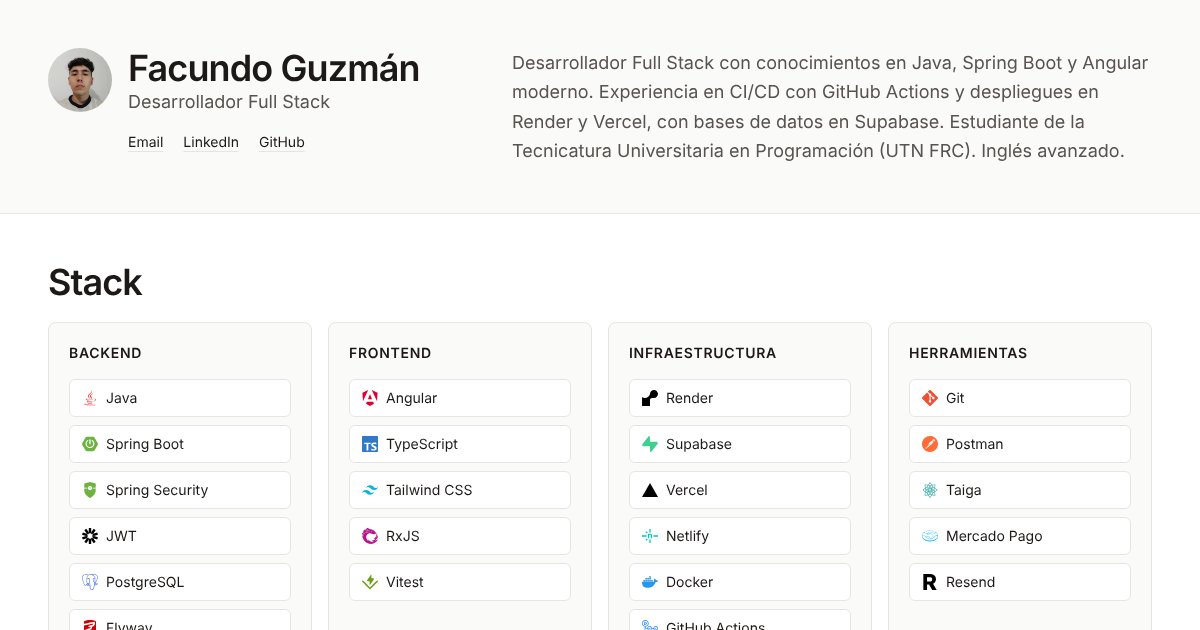 Facundo Guzmán
Desarrollador Full Stack
Email LinkedIn GitHub
Desarrollador Full Stack con conocimientos en Java, Spring Boot y Angular
moderno. Experiencia en CI/CD con GitHub Actions y despliegues en
Render y Vercel, con bases de datos en Supabase. Estudiante de la
Tecnicatura Universitaria en Programación (UTN FRC). Inglés avanzado.
Stack
BACKEND
Java
Spring Boot
Spring Security
JWT
PostgreSQL
Flyway
FRONTEND
Angular
TypeScript
Tailwind CSS
RxJS
Vitest
INFRAESTRUCTURA
Render
Supabase
Vercel
Netlify
Docker
GitHub Actions
HERRAMIENTAS
Git
Postman
Taiga
Mercado Pago
Resend